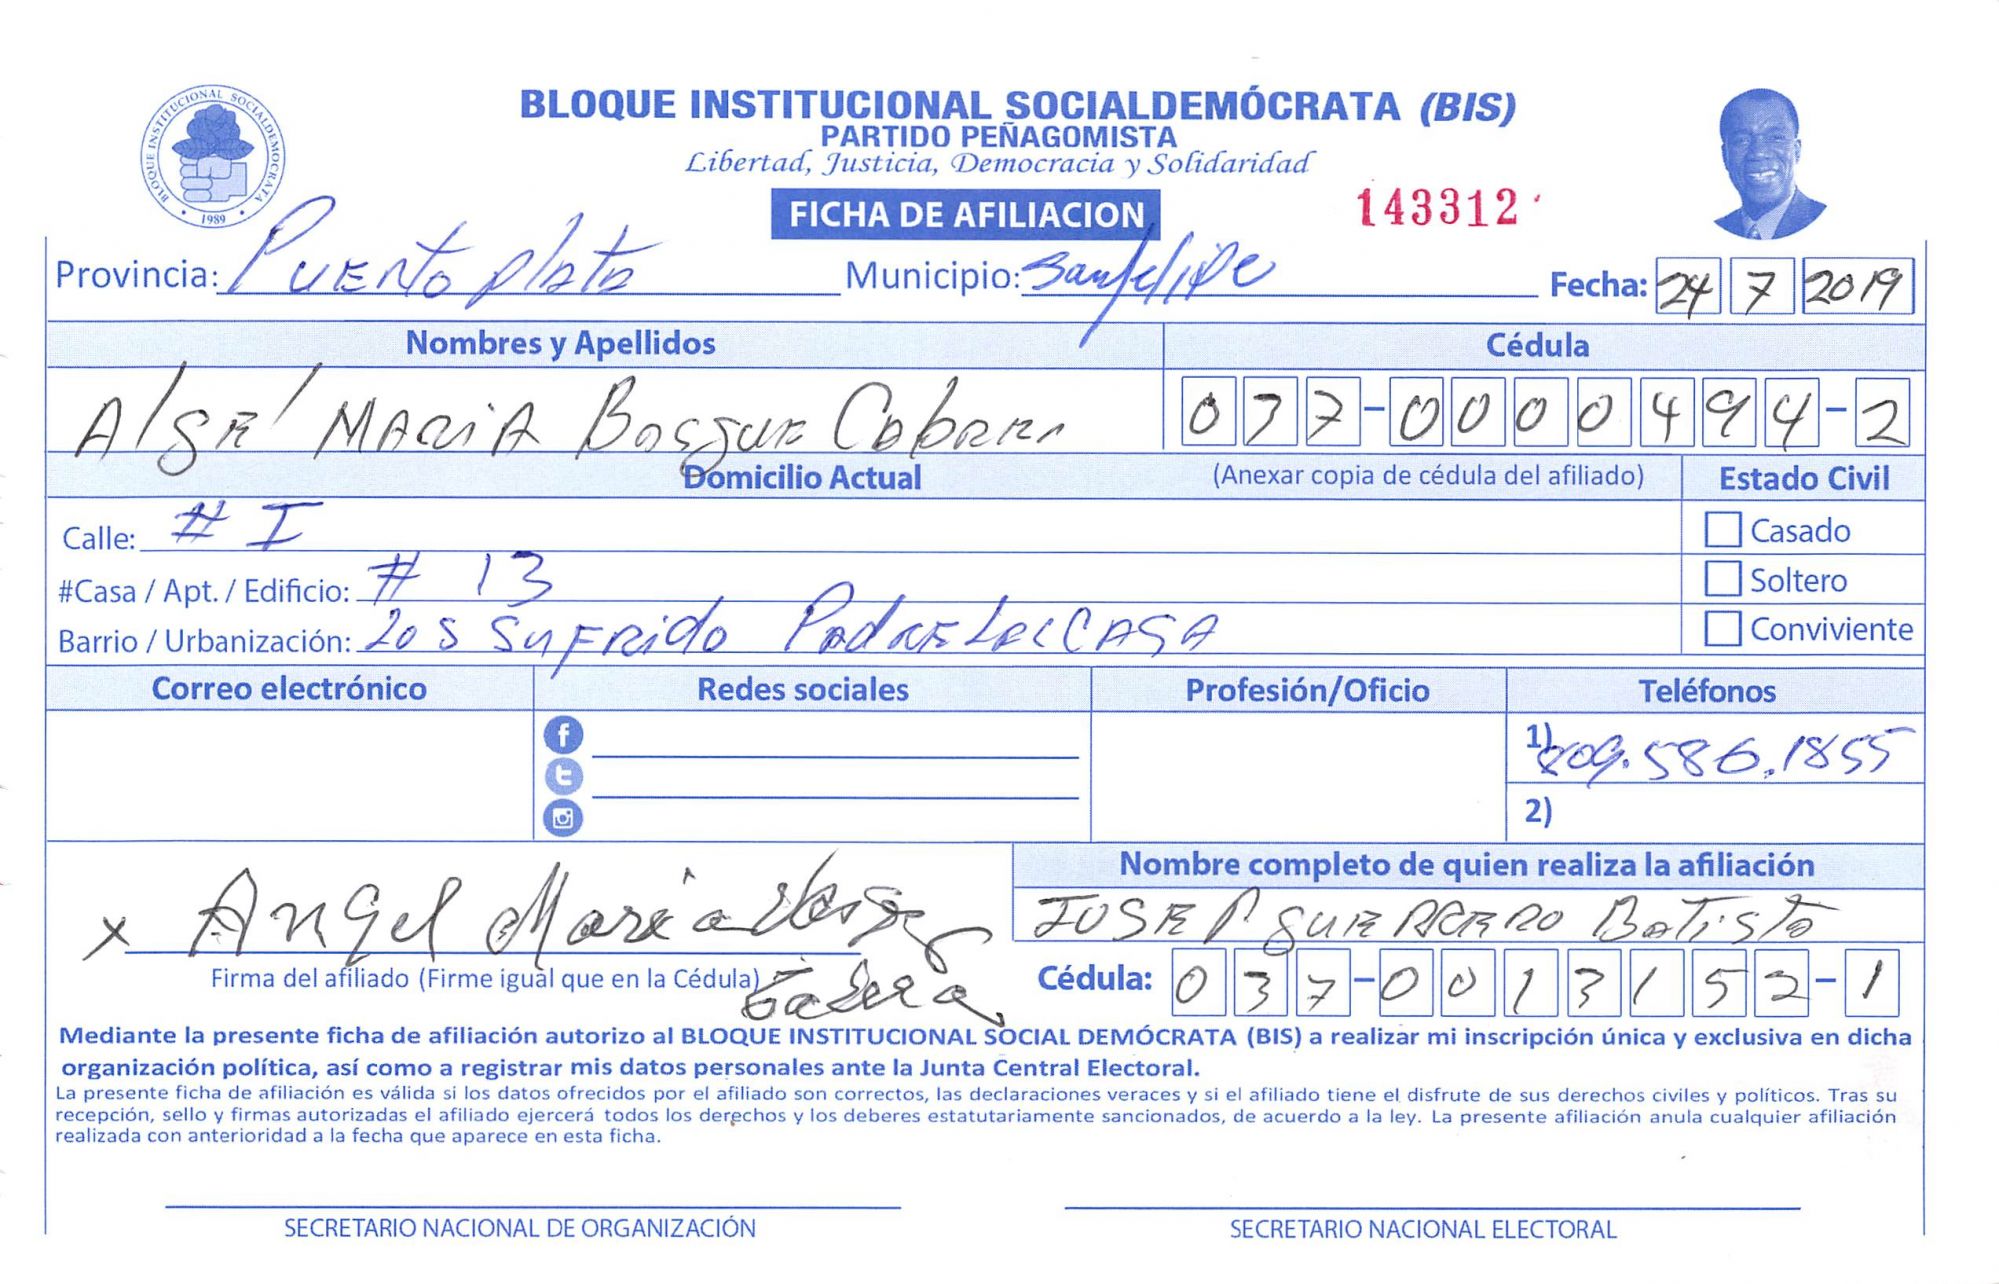 BLOQUE INSTITUCIONAL SOCIALDEMOCRATA
1989
BLOQUE INSTITUCIONAL SOCIALDEMÓCRATA (BIS)
PARTIDO PEÑAGOMISTA
Libertad, Justicia, Democracia y Solidaridad
FICHA DE AFILIACION
143312
Provincia: Puerto plata Municipio: san felipe Fecha: 24 7 2019
Nombres y Apellidos Cédula
MARIA 037-0000494-2
Domicilio Actual (Anexar copia de cédula del afiliado) Estado Civil
Calle: # I Casado
#Casa / Apt. / Edificio: # 13 Soltero
Barrio / Urbanización: Los SuFRido Conviviente
Correo electrónico Redes sociales Profesión/Oficio Teléfonos
1) 809.586.1855
2)
Nombre completo de quien realiza la afiliación
x Angel Maria JOSE P GUERRERO Batista
Firma del afiliado (Firme igual que en la Cédula) Cédula: 037-0013152-1
Mediante la presente ficha de afiliación autorizo al BLOQUE INSTITUCIONAL SOCIAL DEMÓCRATA (BIS) a realizar mi inscripción única y exclusiva en dicha
organización política, así como a registrar mis datos personales ante la Junta Central Electoral.
La presente ficha de afiliación es válida si los datos ofrecidos por el afiliado son correctos, las declaraciones veraces y si el afiliado tiene el disfrute de sus derechos civiles y políticos. Tras su
recepción, sello y firmas autorizadas el afiliado ejercerá todos los derechos y los deberes estatutariamente sancionados, de acuerdo a la ley. La presente afiliación anula cualquier afiliación
realizada con anterioridad a la fecha que aparece en esta ficha.
SECRETARIO NACIONAL DE ORGANIZACIÓN SECRETARIO NACIONAL ELECTORAL